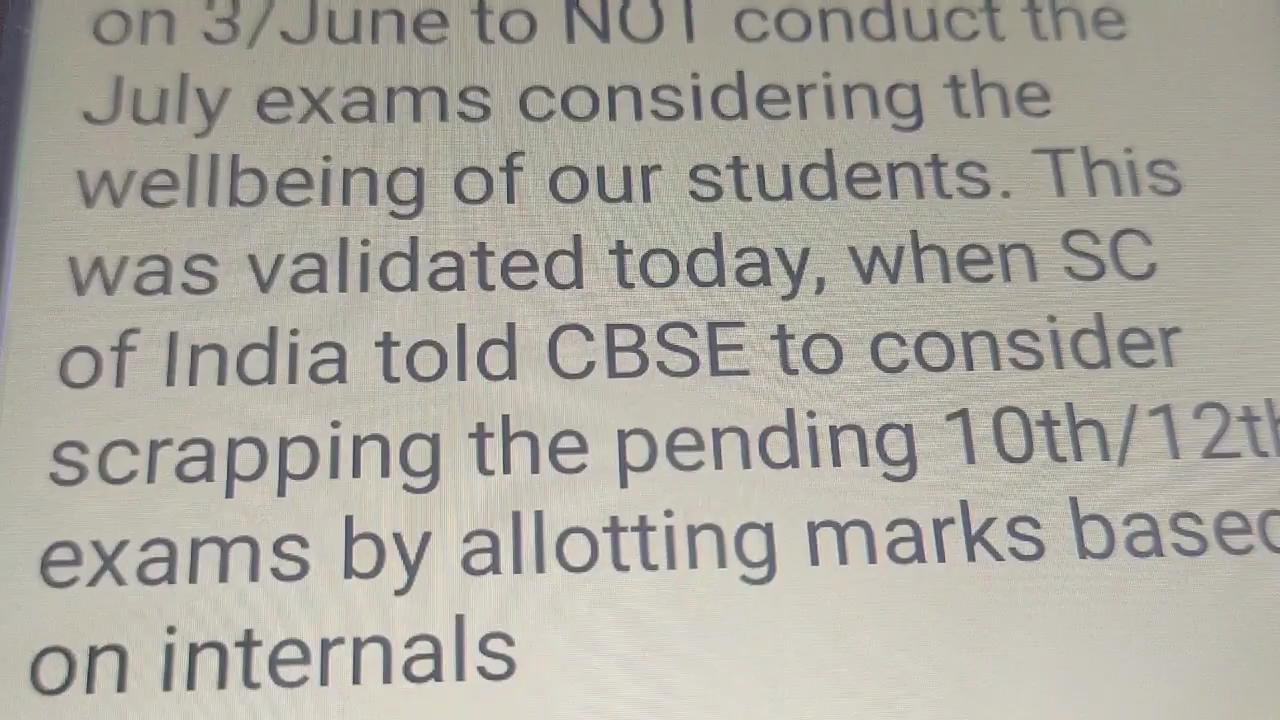 on 3/June to NOT conduct the
July exams considering the
wellbeing of our students. This
was validated today, when SC
of India told CBSE to consider
scrapping the pending 10th/12th
exams by allotting marks based
on internals